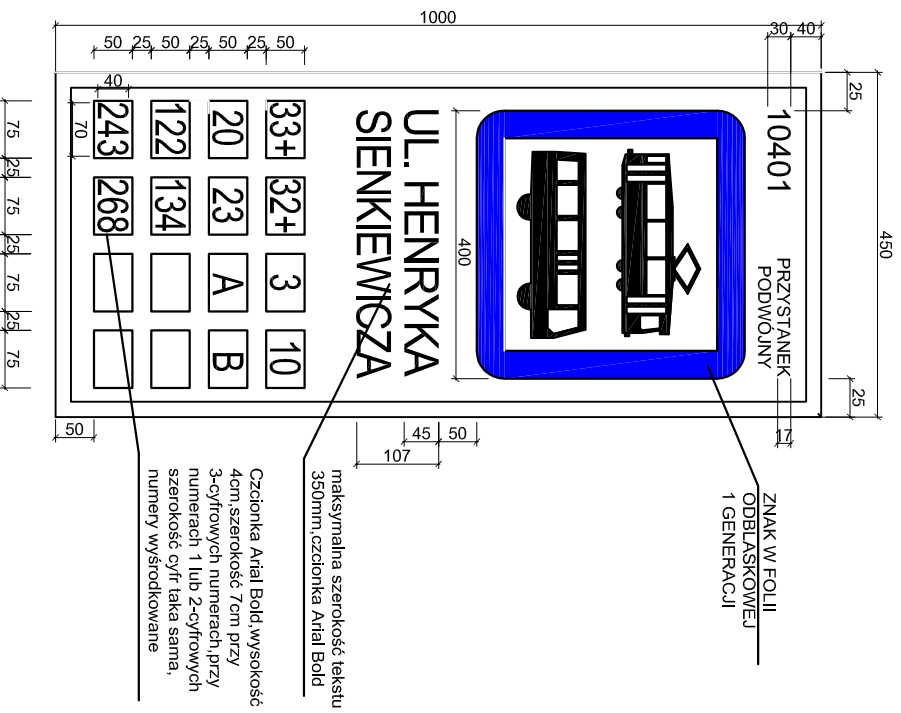 1000
30
40
50
25
50
25
50
25
50
25
450
25
10401
PRZYSTANEK
PODWÓJNY
17
400
50
45
107
UL. HENRYKA
SIENKIEWICZA
33+ 32+ 3 10
20 23 A B
122 134
243 268
40
70
50
75
25
75
25
75
25
75
ZNAK W FOLII
ODBLASKOWEJ
1 GENERACJI
maksymalna szerokość tekstu
350mm,czcionka Arial Bold
Czcionka Arial Bold,wysokość
4cm,szerokość 7cm przy
3-cyfrowych numerach,przy
numerach 1 lub 2-cyfrowych
szerokość cyfr taka sama,
numery wyśrodkowane